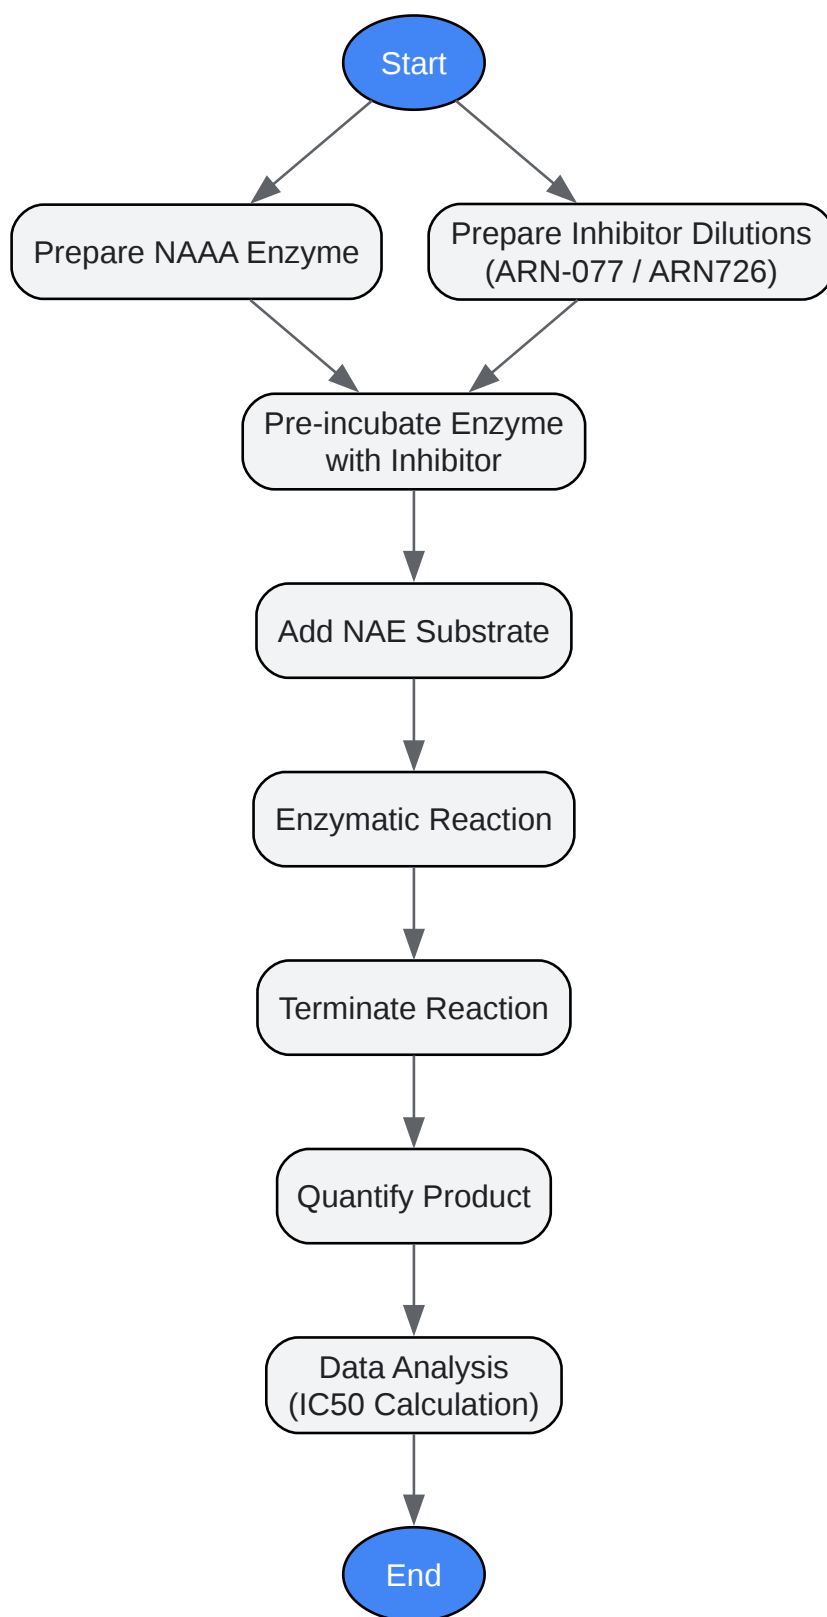 Start
Prepare NAAA Enzyme
Prepare Inhibitor Dilutions
(ARN-077 / ARN726)
Pre-incubate Enzyme
with Inhibitor
Add NAE Substrate
Enzymatic Reaction
Terminate Reaction
Quantify Product
Data Analysis
(IC50 Calculation)
End